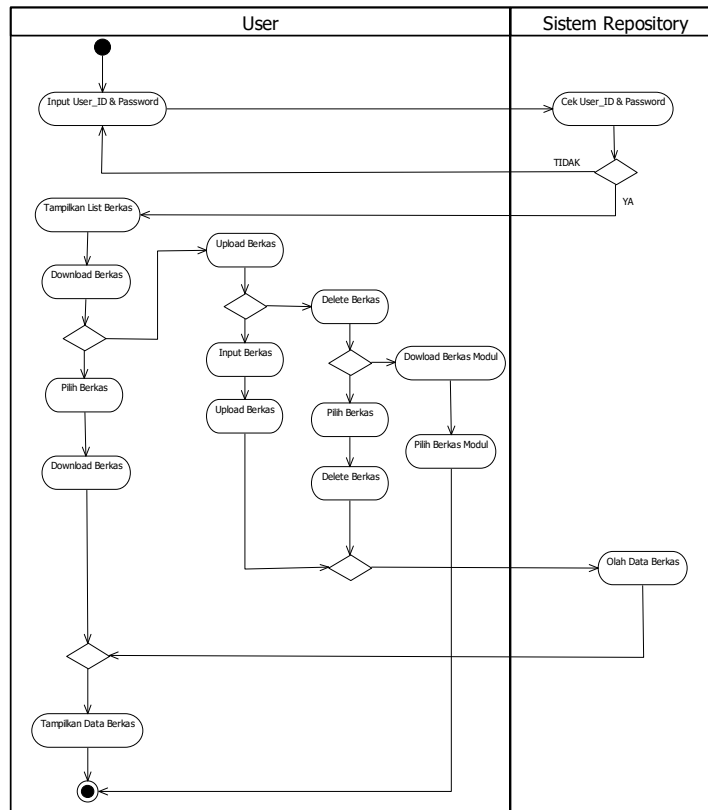 User
Sistem Repository
Input User_ID & Password
Cek User_ID & Password
TIDAK
YA
Tampilkan List Berkas
Upload Berkas
Download Berkas
Delete Berkas
Input Berkas
Dowload Berkas Modul
Pilih Berkas
Upload Berkas
Pilih Berkas
Pilih Berkas Modul
Download Berkas
Delete Berkas
Olah Data Berkas
Tampilkan Data Berkas